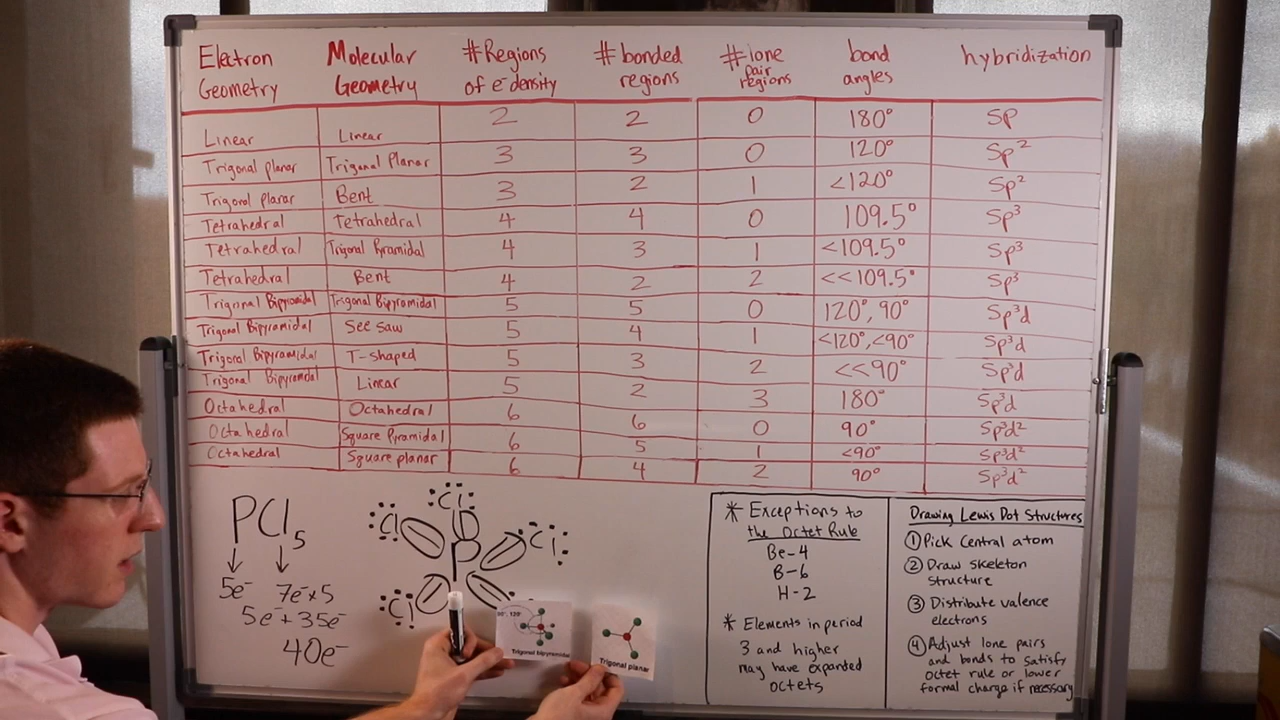 Electron Geometry | Molecular Geometry | #Regions of e⁻ density | # bonded regions | #lone pair regions | bond angles | hybridization
Linear | Linear | 2 | 2 | 0 | 180° | Sp
Trigonal planar | Trigonal Planar | 3 | 3 | 0 | 120° | Sp²
Trigonal planar | Bent | 3 | 2 | 1 | <120° | Sp²
Tetrahedral | Tetrahedral | 4 | 4 | 0 | 109.5° | Sp³
Tetrahedral | Trigonal Pyramidal | 4 | 3 | 1 | <109.5° | Sp³
Tetrahedral | Bent | 4 | 2 | 2 | <<109.5° | Sp³
Trigonal Bipyramidal | Trigonal Bipyramidal | 5 | 5 | 0 | 120°, 90° | Sp³d
Trigonal Bipyramidal | See saw | 5 | 4 | 1 | <120°, <90° | Sp³d
Trigonal Bipyramidal | T-shaped | 5 | 3 | 2 | <<90° | Sp³d
Trigonal Bipyramidal | Linear | 5 | 2 | 3 | 180° | Sp³d
Octahedral | Octahedral | 6 | 6 | 0 | 90° | Sp³d²
Octahedral | Square Pyramidal | 6 | 5 | 1 | <90° | Sp³d²
Octahedral | Square planar | 6 | 4 | 2 | 90° | Sp³d²
PCl₅
5e⁻ 7e⁻x5
5e⁻ + 35e⁻
40e⁻
Cl
Cl P Cl
Cl
Trigonal bipyramidal
Trigonal planar
* Exceptions to
the Octet Rule
Be-4
B-6
H-2
* Elements in period
3 and higher
may have expanded
octets
Drawing Lewis Dot Structures
① Pick Central atom
② Draw skeleton
structure
③ Distribute valence
electrons
④ Adjust lone pairs
and bonds to satisfy
octet rule or lower
formal charge if necessary